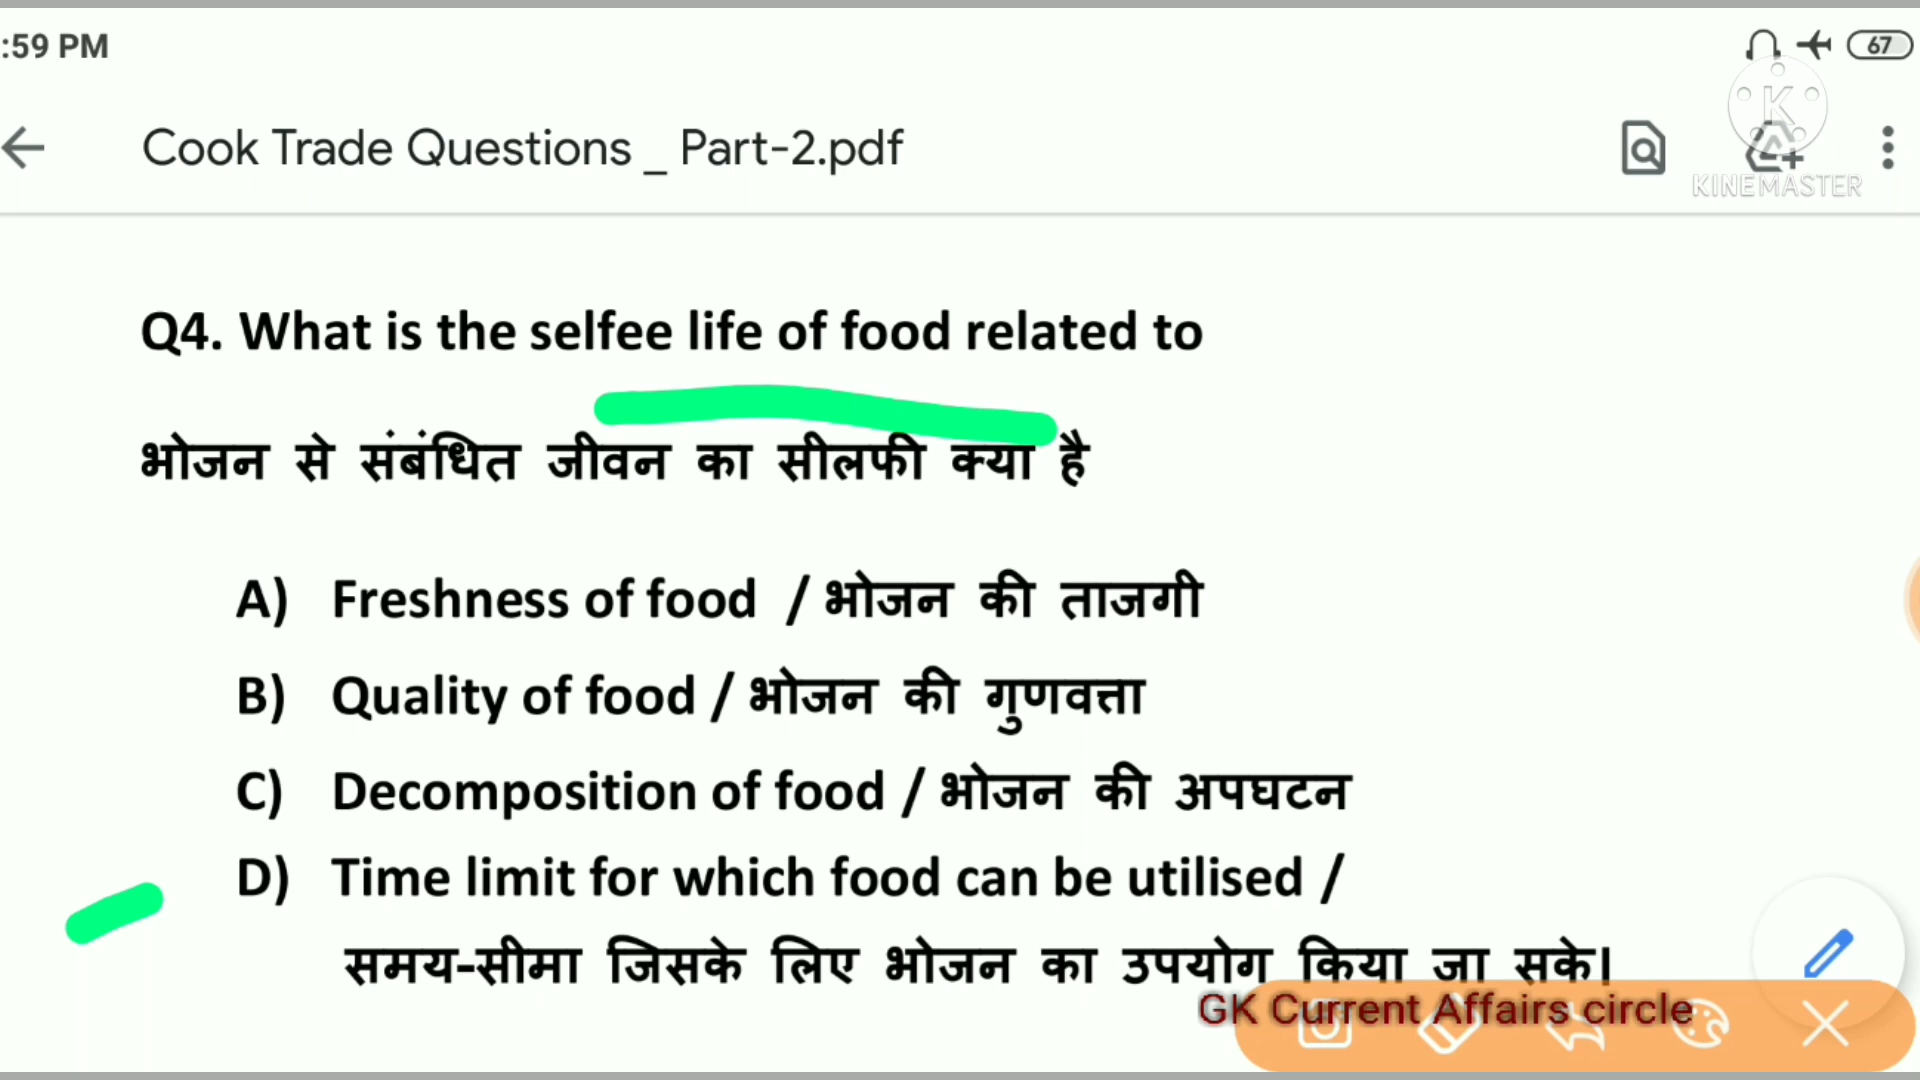 :59 PM
67
Cook Trade Questions _ Part-2.pdf
K
KINEMASTER
Q4. What is the selfee life of food related to
भोजन से संबंधित जीवन का सीलफी क्या है
A) Freshness of food / भोजन की ताजगी
B) Quality of food / भोजन की गुणवत्ता
C) Decomposition of food / भोजन की अपघटन
D) Time limit for which food can be utilised /
समय-सीमा जिसके लिए भोजन का उपयोग किया जा सके।
GK Current Affairs circle